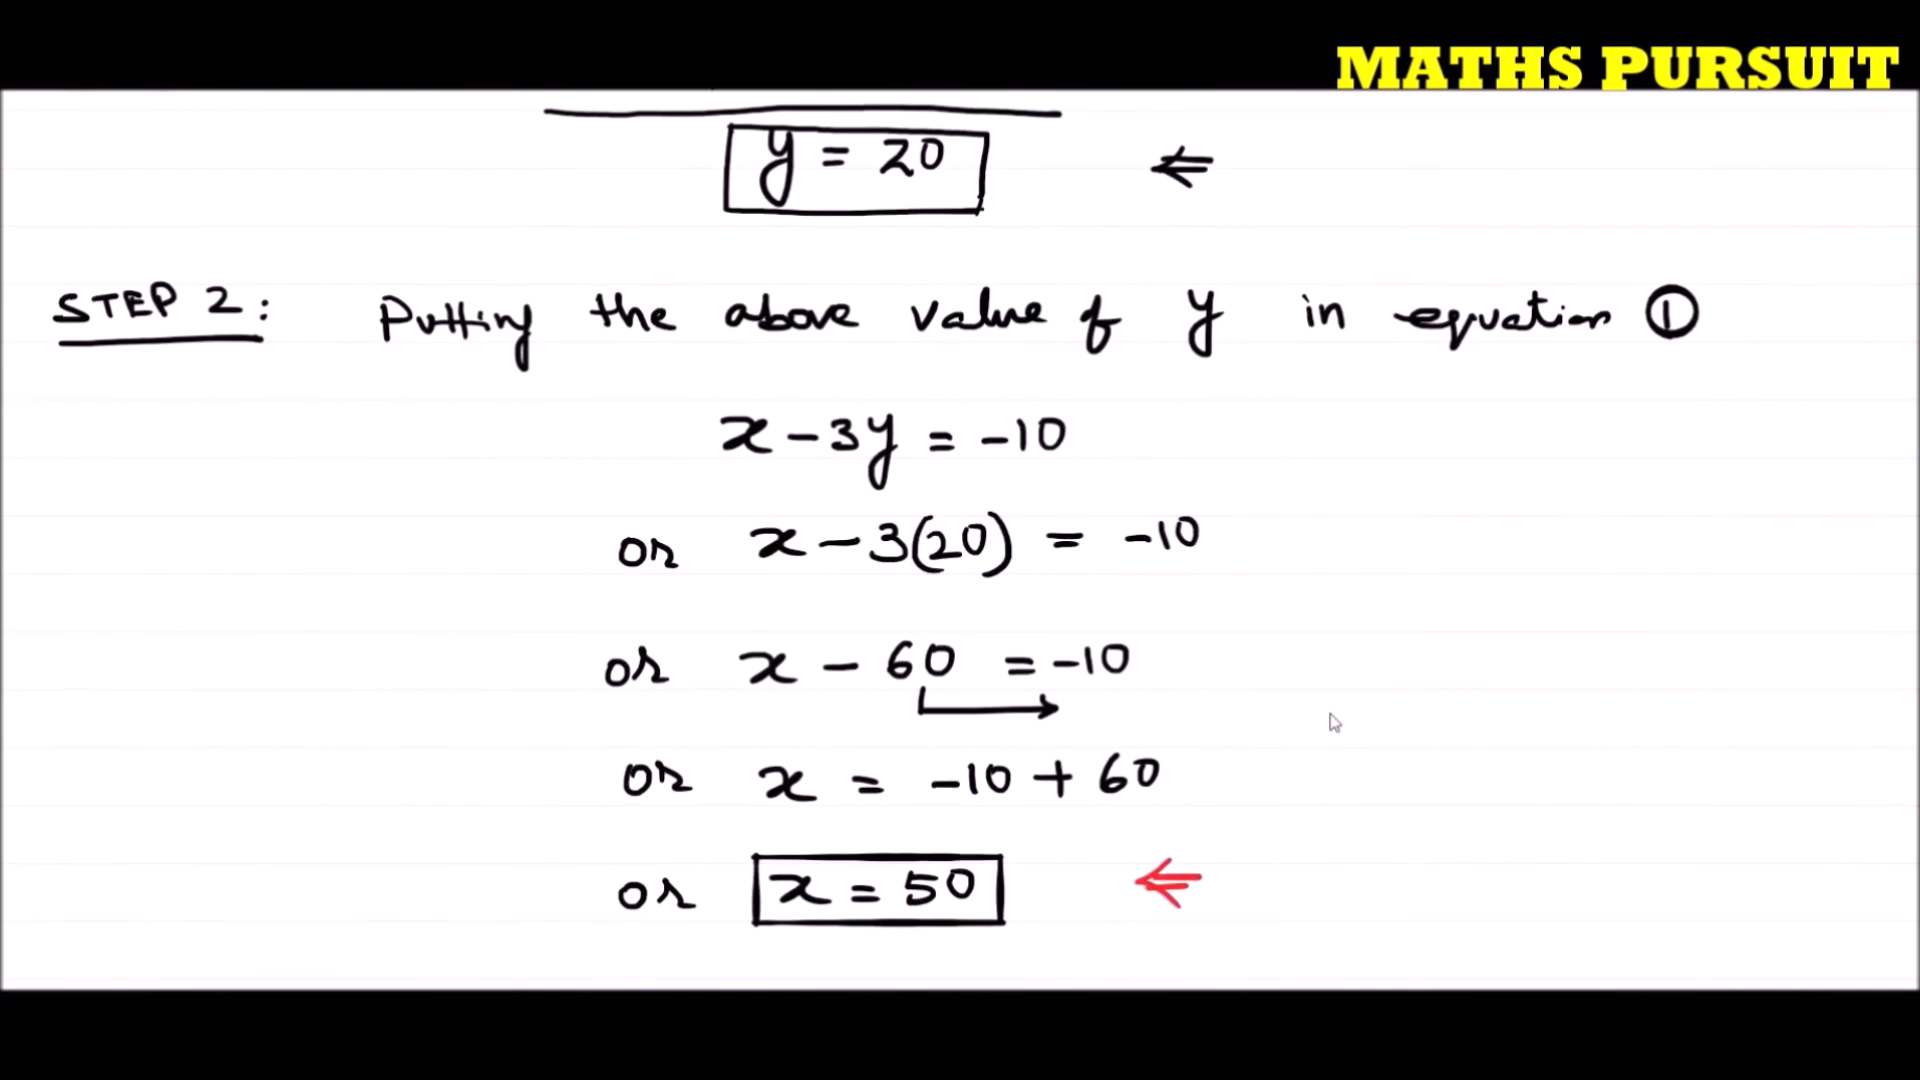 MATHS PURSUIT
y = 20 ⇐
STEP 2: Putting the above value of y in equation ①
x - 3y = -10
or x - 3(20) = -10
or x - 60 = -10
or x = -10 + 60
or x = 50 ⇐